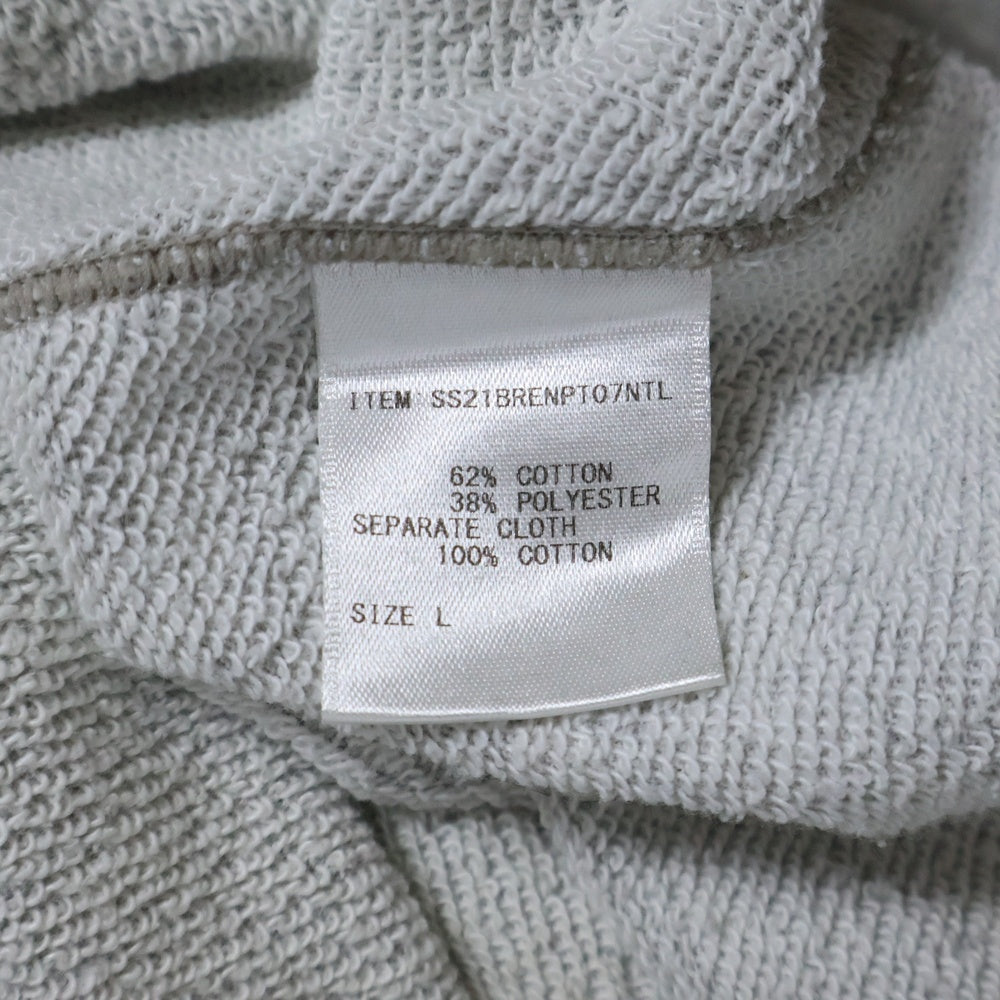 ITEM SS21BRENPT07NTL
62% COTTON
38% POLYESTER
SEPARATE CLOTH
100% COTTON
SIZE L